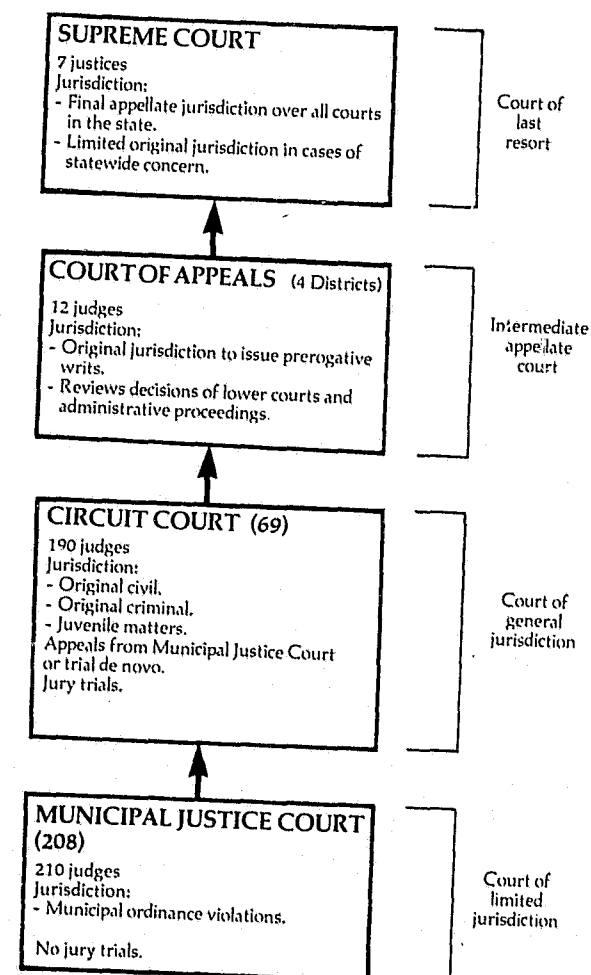 SUPREME COURT
7 justices
Jurisdiction:
- Final appellate jurisdiction over all courts
in the state.
- Limited original jurisdiction in cases of
statewide concern.
Court of
last
resort
COURT OF APPEALS (4 Districts)
12 judges
Jurisdiction:
- Original jurisdiction to issue prerogative
writs.
- Reviews decisions of lower courts and
administrative proceedings.
Intermediate
appellate
court
CIRCUIT COURT (69)
190 judges
Jurisdiction:
- Original civil.
- Original criminal.
- Juvenile matters.
Appeals from Municipal Justice Court
or trial de novo.
Jury trials.
Court of
general
jurisdiction
MUNICIPAL JUSTICE COURT
(208)
210 judges
Jurisdiction:
- Municipal ordinance violations.
No jury trials.
Court of
limited
jurisdiction